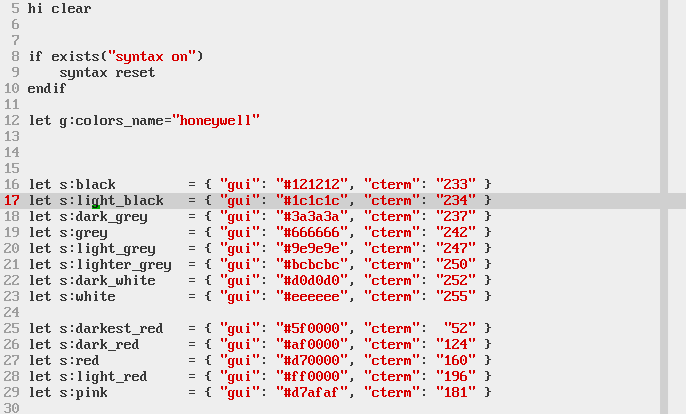 5 hi clear
6
7
8 if exists("syntax on")
9     syntax reset
10 endif
11
12 let g:colors_name="honeywell"
13
14
15
16 let s:black         = { "gui": "#121212", "cterm": "233" }
17 let s:light_black   = { "gui": "#1c1c1c", "cterm": "234" }
18 let s:dark_grey     = { "gui": "#3a3a3a", "cterm": "237" }
19 let s:grey          = { "gui": "#666666", "cterm": "242" }
20 let s:light_grey    = { "gui": "#9e9e9e", "cterm": "247" }
21 let s:lighter_grey  = { "gui": "#bcbcbc", "cterm": "250" }
22 let s:dark_white    = { "gui": "#d0d0d0", "cterm": "252" }
23 let s:white         = { "gui": "#eeeeee", "cterm": "255" }
24
25 let s:darkest_red   = { "gui": "#5f0000", "cterm":  "52" }
26 let s:dark_red      = { "gui": "#af0000", "cterm": "124" }
27 let s:red           = { "gui": "#d70000", "cterm": "160" }
28 let s:light_red     = { "gui": "#ff0000", "cterm": "196" }
29 let s:pink          = { "gui": "#d7afaf", "cterm": "181" }
30